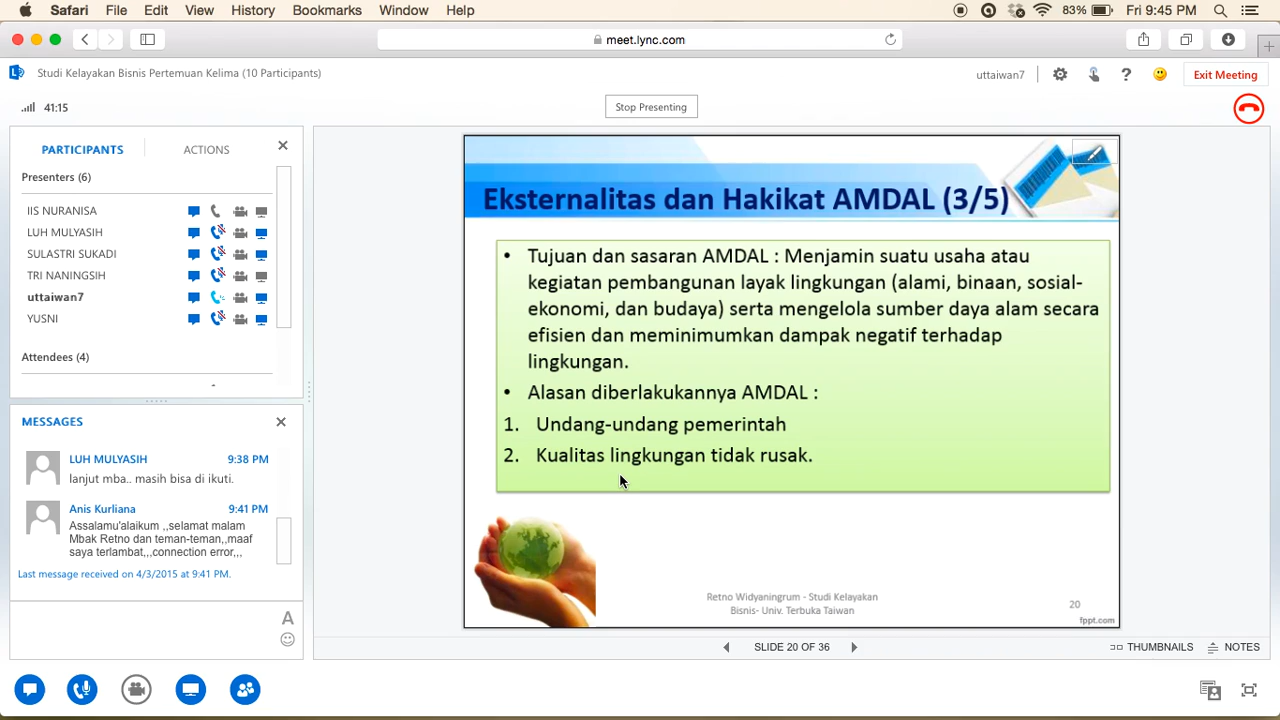 Safari File Edit View History Bookmarks Window Help 83% Fri 9:45 PM
meet.lync.com
Studi Kelayakan Bisnis Pertemuan Kelima (10 Participants)
uttaiwan7 ? Exit Meeting
41:15
Stop Presenting
PARTICIPANTS ACTIONS
Presenters (6)
IIS NURANISA
LUH MULYASIH
SULASTRI SUKADI
TRI NANINGSIH
uttaiwan7
YUSNI
Attendees (4)
MESSAGES
LUH MULYASIH 9:38 PM
lanjut mba.. masih bisa di ikuti.
Anis Kurliana 9:41 PM
Assalamu'alaikum ,,selamat malam
Mbak Retno dan teman-teman,,maaf
saya terlambat,,,connection error,,,
Last message received on 4/3/2015 at 9:41 PM.
A
Eksternalitas dan Hakikat AMDAL (3/5)
• Tujuan dan sasaran AMDAL : Menjamin suatu usaha atau
kegiatan pembangunan layak lingkungan (alami, binaan, sosial-
ekonomi, dan budaya) serta mengelola sumber daya alam secara
efisien dan meminimumkan dampak negatif terhadap
lingkungan.
• Alasan diberlakukannya AMDAL :
1. Undang-undang pemerintah
2. Kualitas lingkungan tidak rusak.
Retno Widyaningrum - Studi Kelayakan
Bisnis- Univ. Terbuka Taiwan
20
fppt.com
SLIDE 20 OF 36
THUMBNAILS NOTES